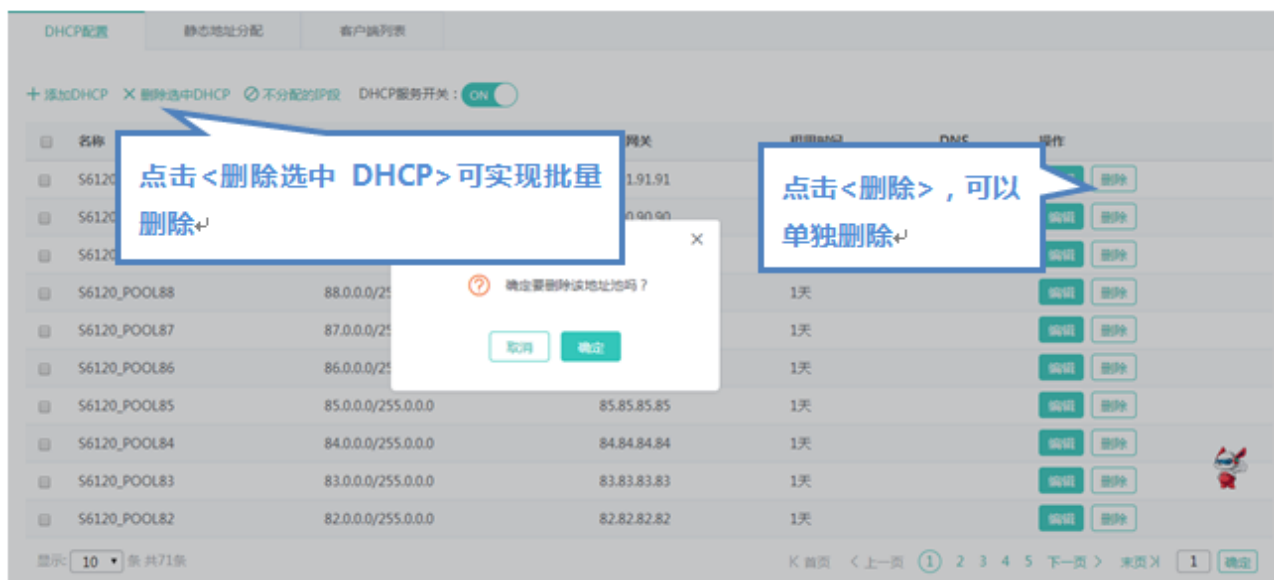 DHCP配置 静态地址分配 客户端列表
+ 添加DHCP × 删除选中DHCP 不分配的IP段 DHCP服务开关： ON
名称 网关 租用时间 DNS 操作
点击<删除选中 DHCP>可实现批量
删除↵
点击<删除>，可以
单独删除↵
S6120 1.91.91 删除
S6120 0.90.90 编辑 删除
S6120 编辑 删除
×
确定要删除该地址池吗？
取消 确定
S6120_POOL88 88.0.0.0/25 1天 编辑 删除
S6120_POOL87 87.0.0.0/25 1天 编辑 删除
S6120_POOL86 86.0.0.0/25 1天 编辑 删除
S6120_POOL85 85.0.0.0/255.0.0.0 85.85.85.85 1天 编辑 删除
S6120_POOL84 84.0.0.0/255.0.0.0 84.84.84.84 1天 编辑 删除
S6120_POOL83 83.0.0.0/255.0.0.0 83.83.83.83 1天 编辑 删除
S6120_POOL82 82.0.0.0/255.0.0.0 82.82.82.82 1天 编辑 删除
显示: 10 条 共71条 首页 上一页 1 2 3 4 5 下一页 末页 1 确定